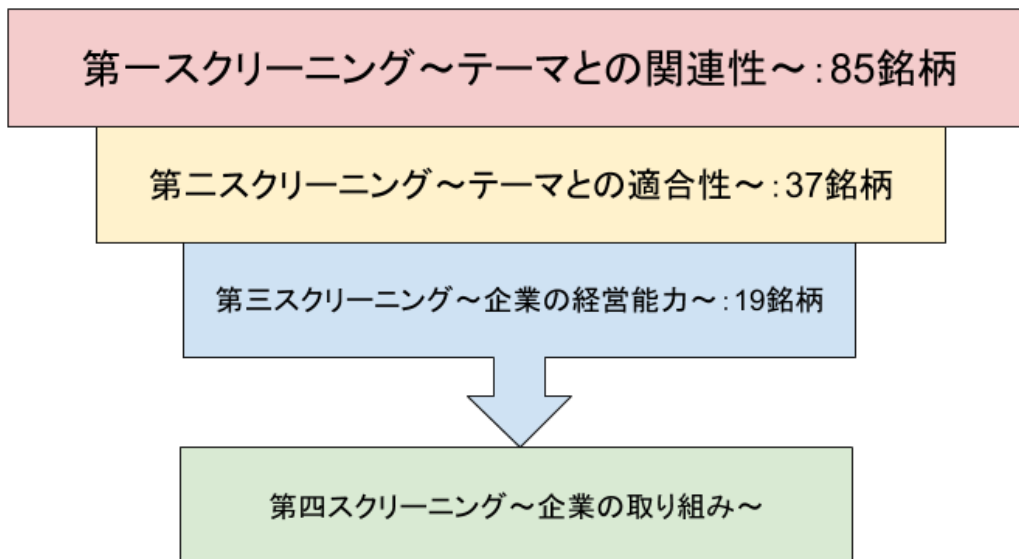 第一スクリーニング～テーマとの関連性～：85銘柄
第二スクリーニング～テーマとの適合性～：37銘柄
第三スクリーニング～企業の経営能力～：19銘柄
第四スクリーニング～企業の取り組み～